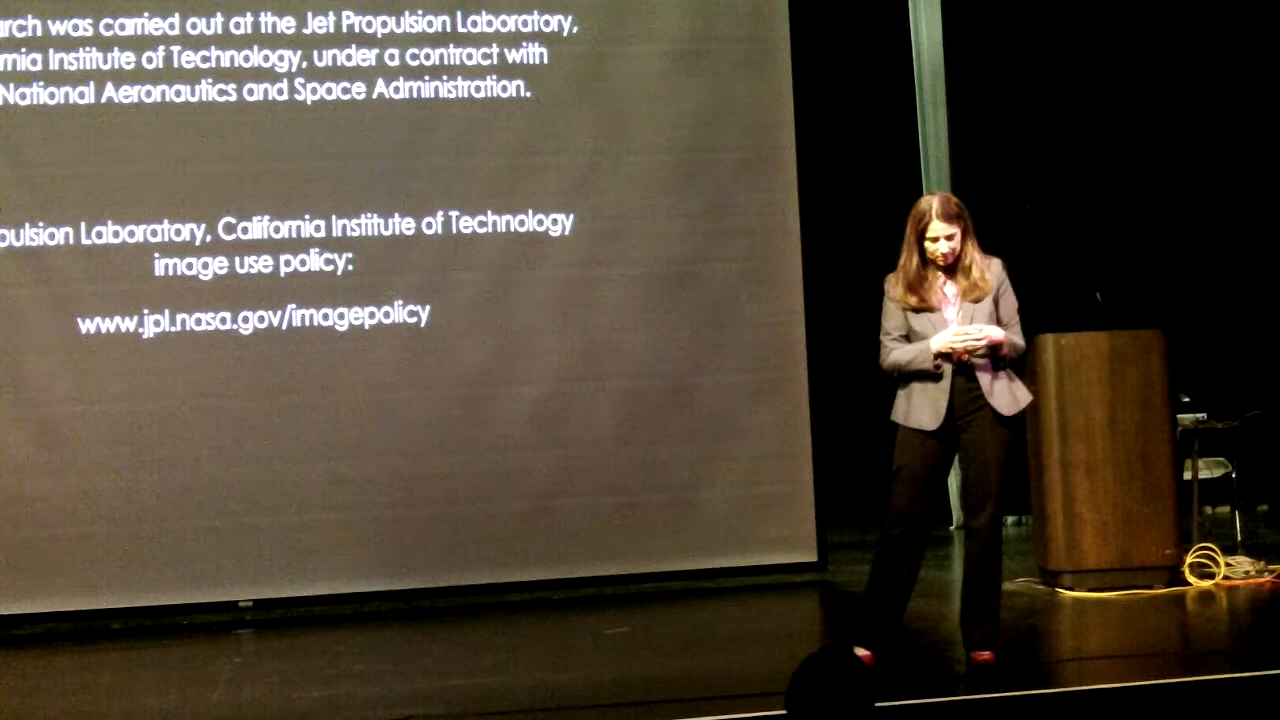 arch was carried out at the Jet Propulsion Laboratory,
rnia Institute of Technology, under a contract with
National Aeronautics and Space Administration.
pulsion Laboratory, California Institute of Technology
image use policy:
www.jpl.nasa.gov/imagepolicy